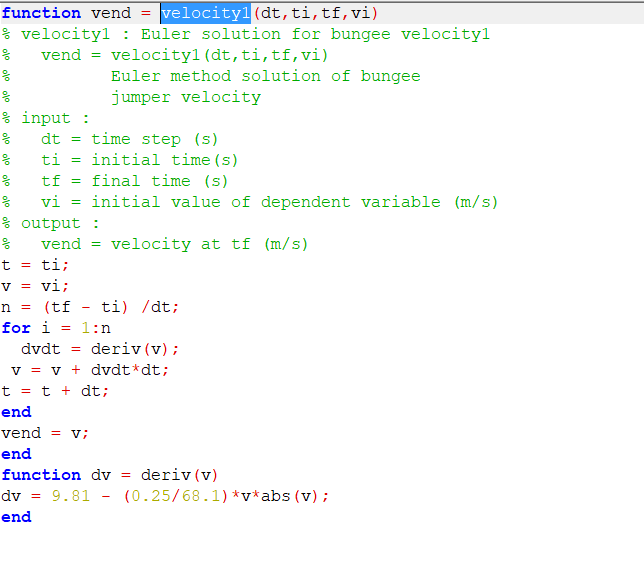 function vend = velocity1(dt,ti,tf,vi)
% velocity1 : Euler solution for bungee velocity1
%   vend = velocity1(dt,ti,tf,vi)
%          Euler method solution of bungee
%          jumper velocity
% input :
%   dt = time step (s)
%   ti = initial time(s)
%   tf = final time (s)
%   vi = initial value of dependent variable (m/s)
% output :
%   vend = velocity at tf (m/s)
t = ti;
v = vi;
n = (tf - ti) /dt;
for i = 1:n
  dvdt = deriv(v);
 v = v + dvdt*dt;
t = t + dt;
end
vend = v;
end
function dv = deriv(v)
dv = 9.81 - (0.25/68.1)*v*abs(v);
end